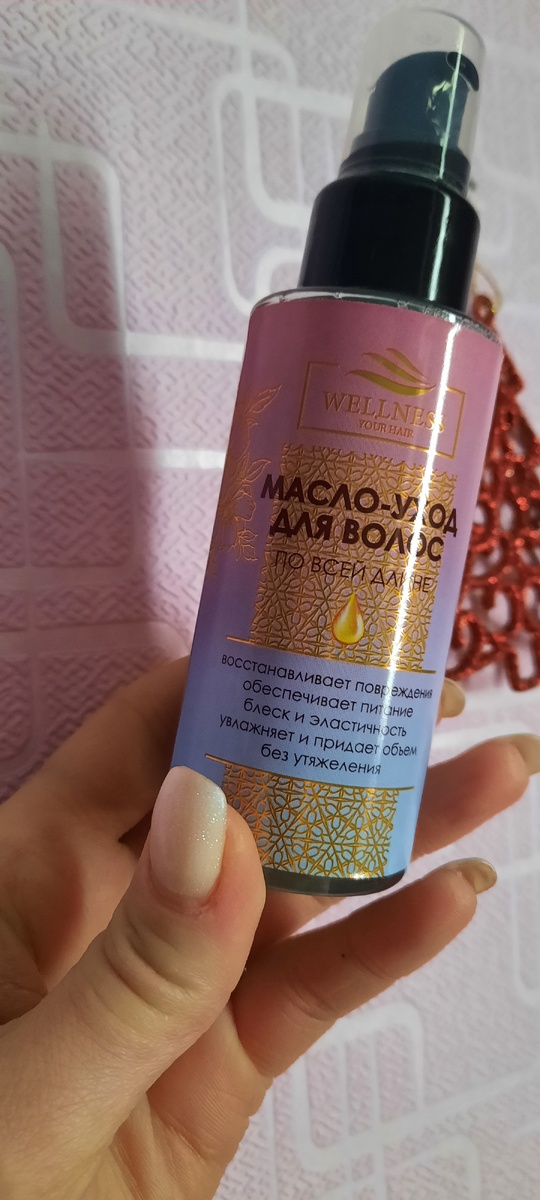 WELLNESS
YOUR HAIR
МАСЛО-УХОД
ДЛЯ ВОЛОС
ПО ВСЕЙ ДЛИНЕ
восстанавливает повреждения
обеспечивает питание
блеск и эластичность
увлажняет и придает объем
без утяжеления